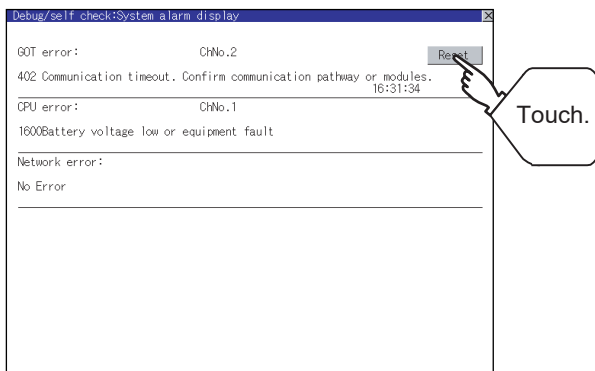 Debug/self check:System alarm display
GOT error: ChNo.2 Reset
402 Communication timeout. Confirm communication pathway or modules.
16:31:34
CPU error: ChNo.1
Touch.
1600Battery voltage low or equipment fault
Network error:
No Error